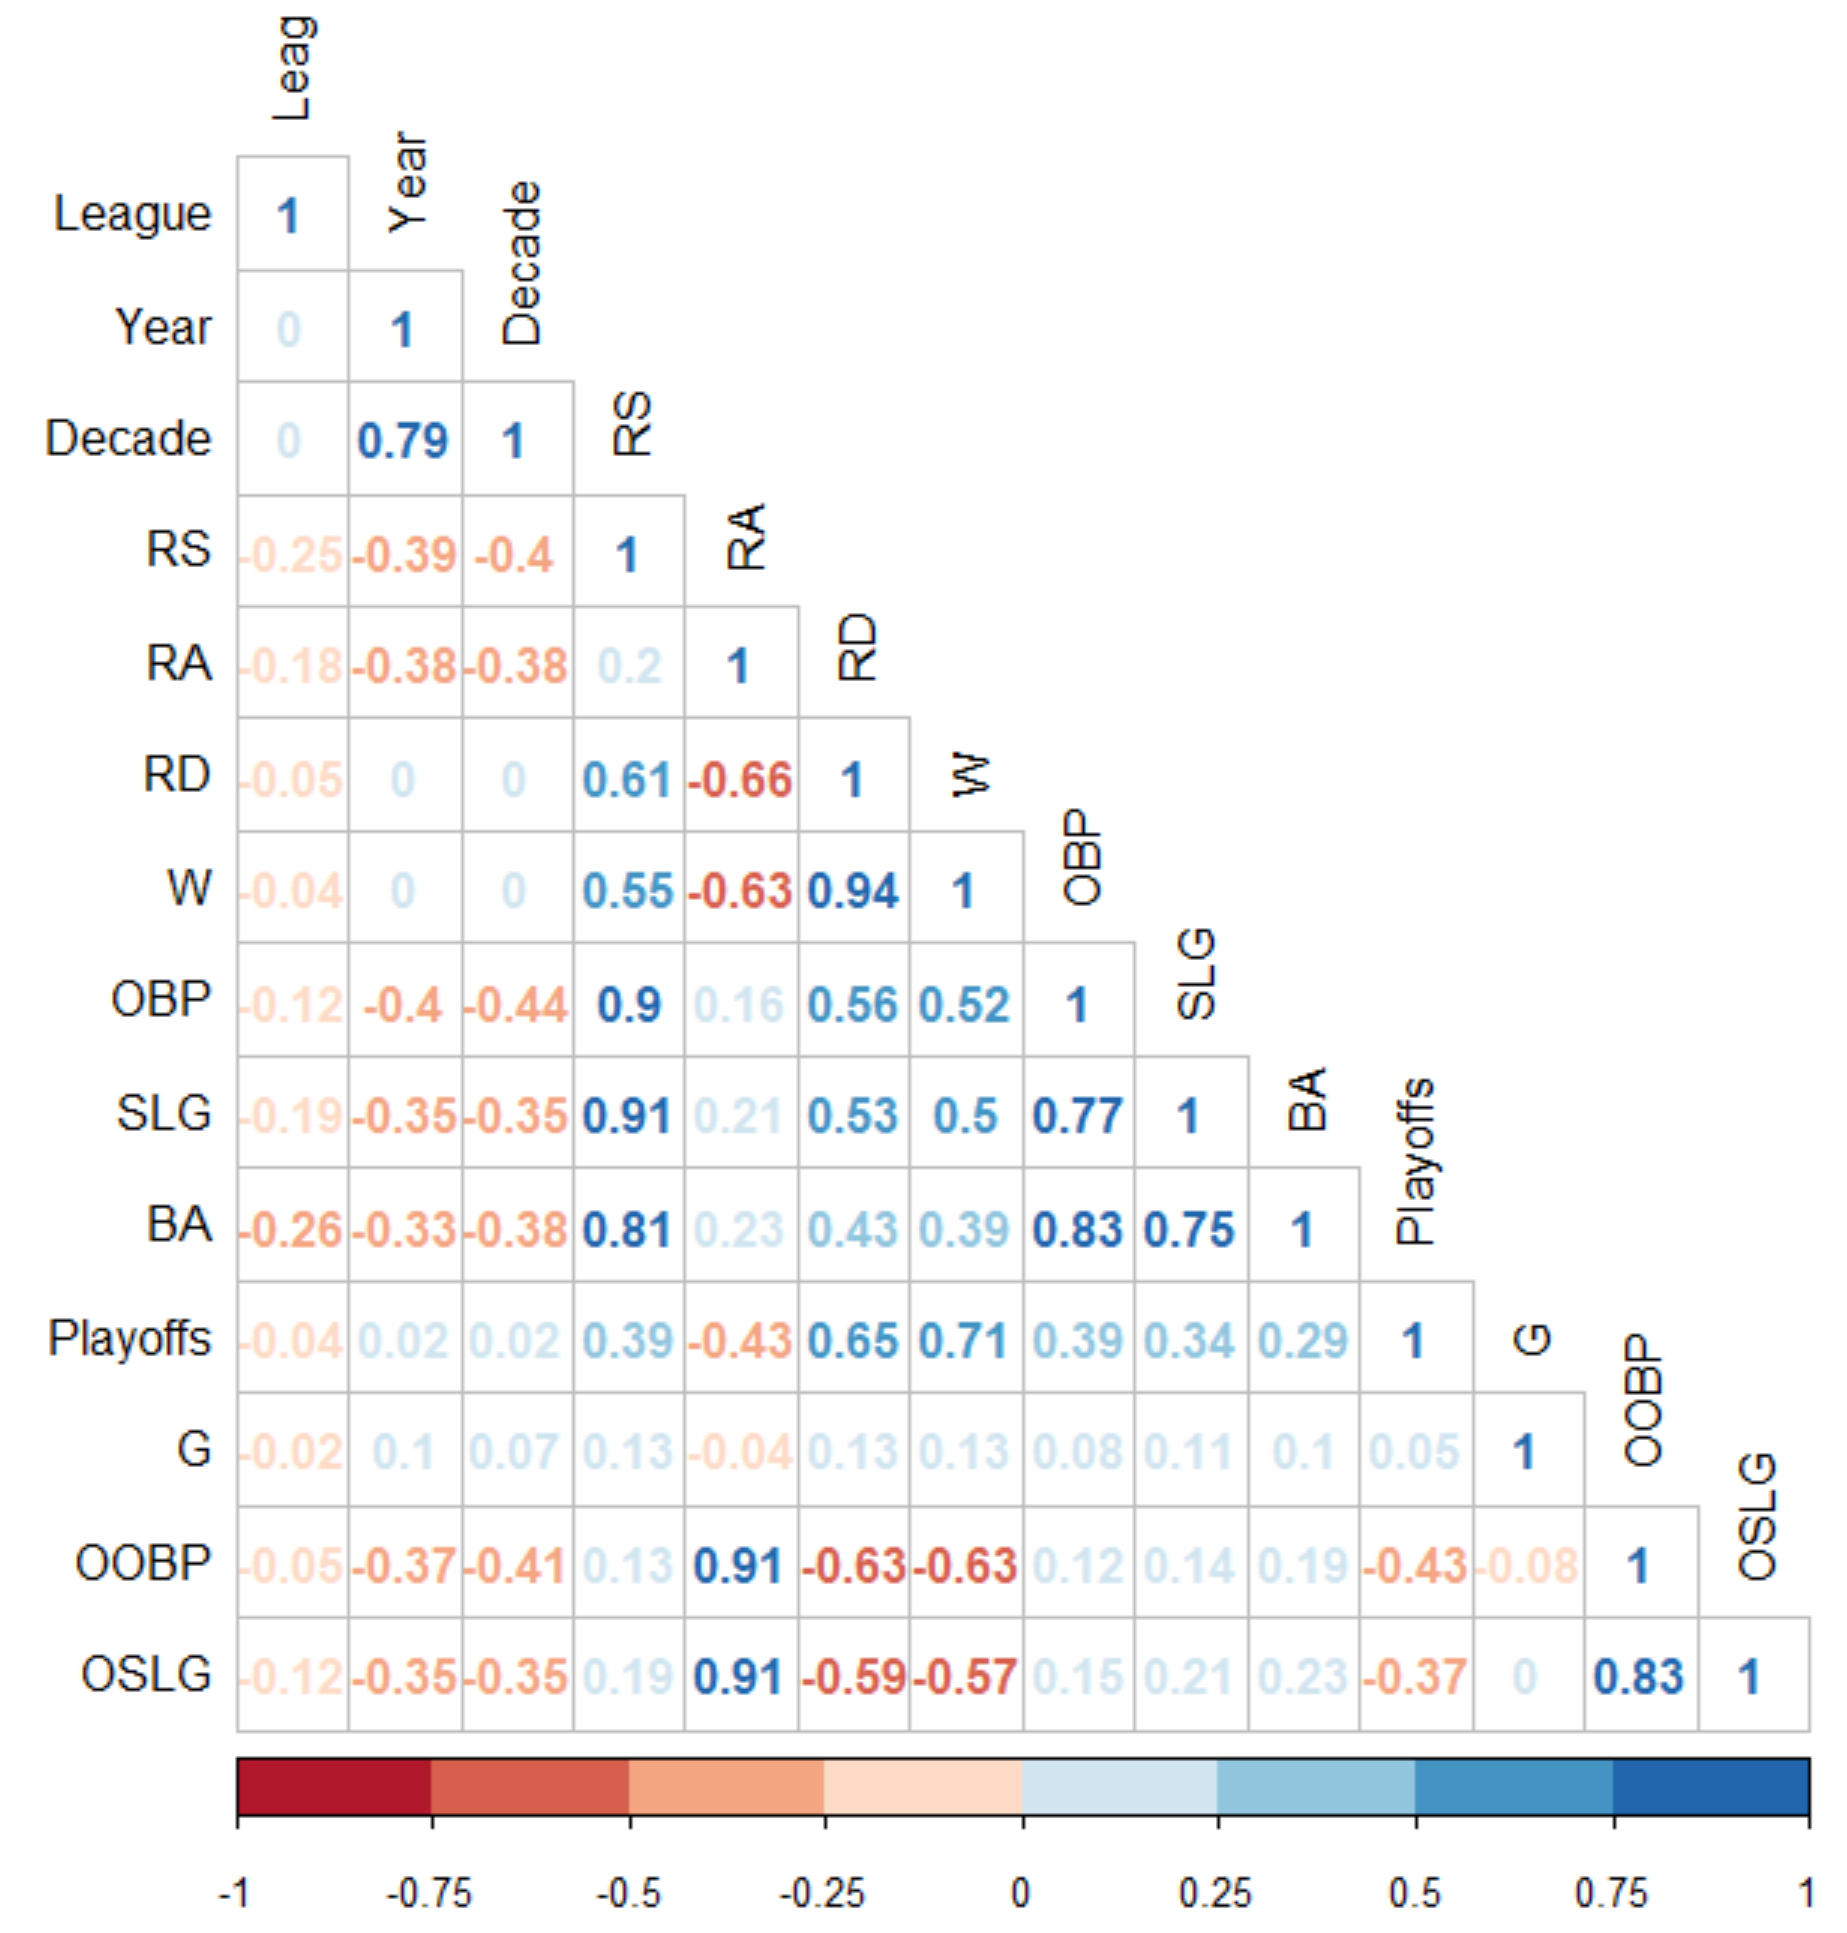 Leag
Year
Decade
RS
RA
RD
W
OBP
SLG
BA
Playoffs
G
OOBP
OSLG
League 1
Year 0 1
Decade 0 0.79 1
RS -0.25 -0.39 -0.4 1
RA -0.18 -0.38 -0.38 0.2 1
RD -0.05 0 0 0.61 -0.66 1
W -0.04 0 0 0.55 -0.63 0.94 1
OBP -0.12 -0.4 -0.44 0.9 0.16 0.56 0.52 1
SLG -0.19 -0.35 -0.35 0.91 0.21 0.53 0.5 0.77 1
BA -0.26 -0.33 -0.38 0.81 0.23 0.43 0.39 0.83 0.75 1
Playoffs -0.04 0.02 0.02 0.39 -0.43 0.65 0.71 0.39 0.34 0.29 1
G -0.02 0.1 0.07 0.13 -0.04 0.13 0.13 0.08 0.11 0.1 0.05 1
OOBP -0.05 -0.37 -0.41 0.13 0.91 -0.63 -0.63 0.12 0.14 0.19 -0.43 -0.08 1
OSLG -0.12 -0.35 -0.35 0.19 0.91 -0.59 -0.57 0.15 0.21 0.23 -0.37 0 0.83 1
-1 -0.75 -0.5 -0.25 0 0.25 0.5 0.75 1